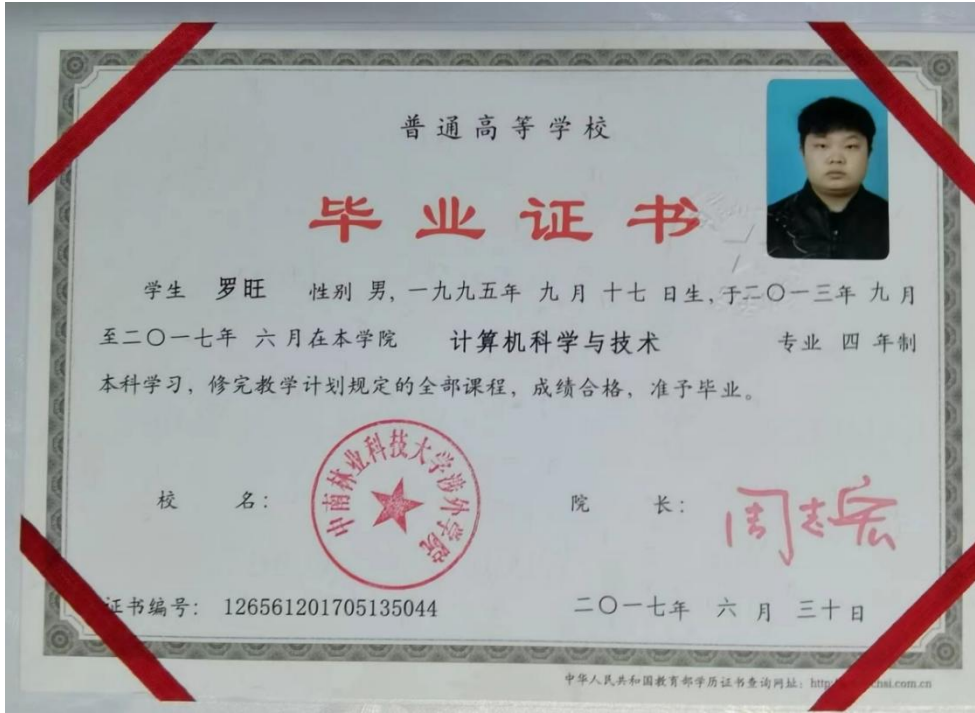 普通高等学校
毕业证书
学生 罗旺 性别 男，一九九五年 九 月 十七 日生，于二〇一三年 九 月
至二〇一七年 六 月在本学院 计算机科学与技术 专业 四 年制
本科学习，修完教学计划规定的全部课程，成绩合格，准予毕业。
校 名：
中南林业科技大学涉外学院
院 长：
周志宏
证书编号： 126561201705135044
二〇一七年 六 月 三十 日
中华人民共和国教育部学历证书查询网址：http
.com.cn